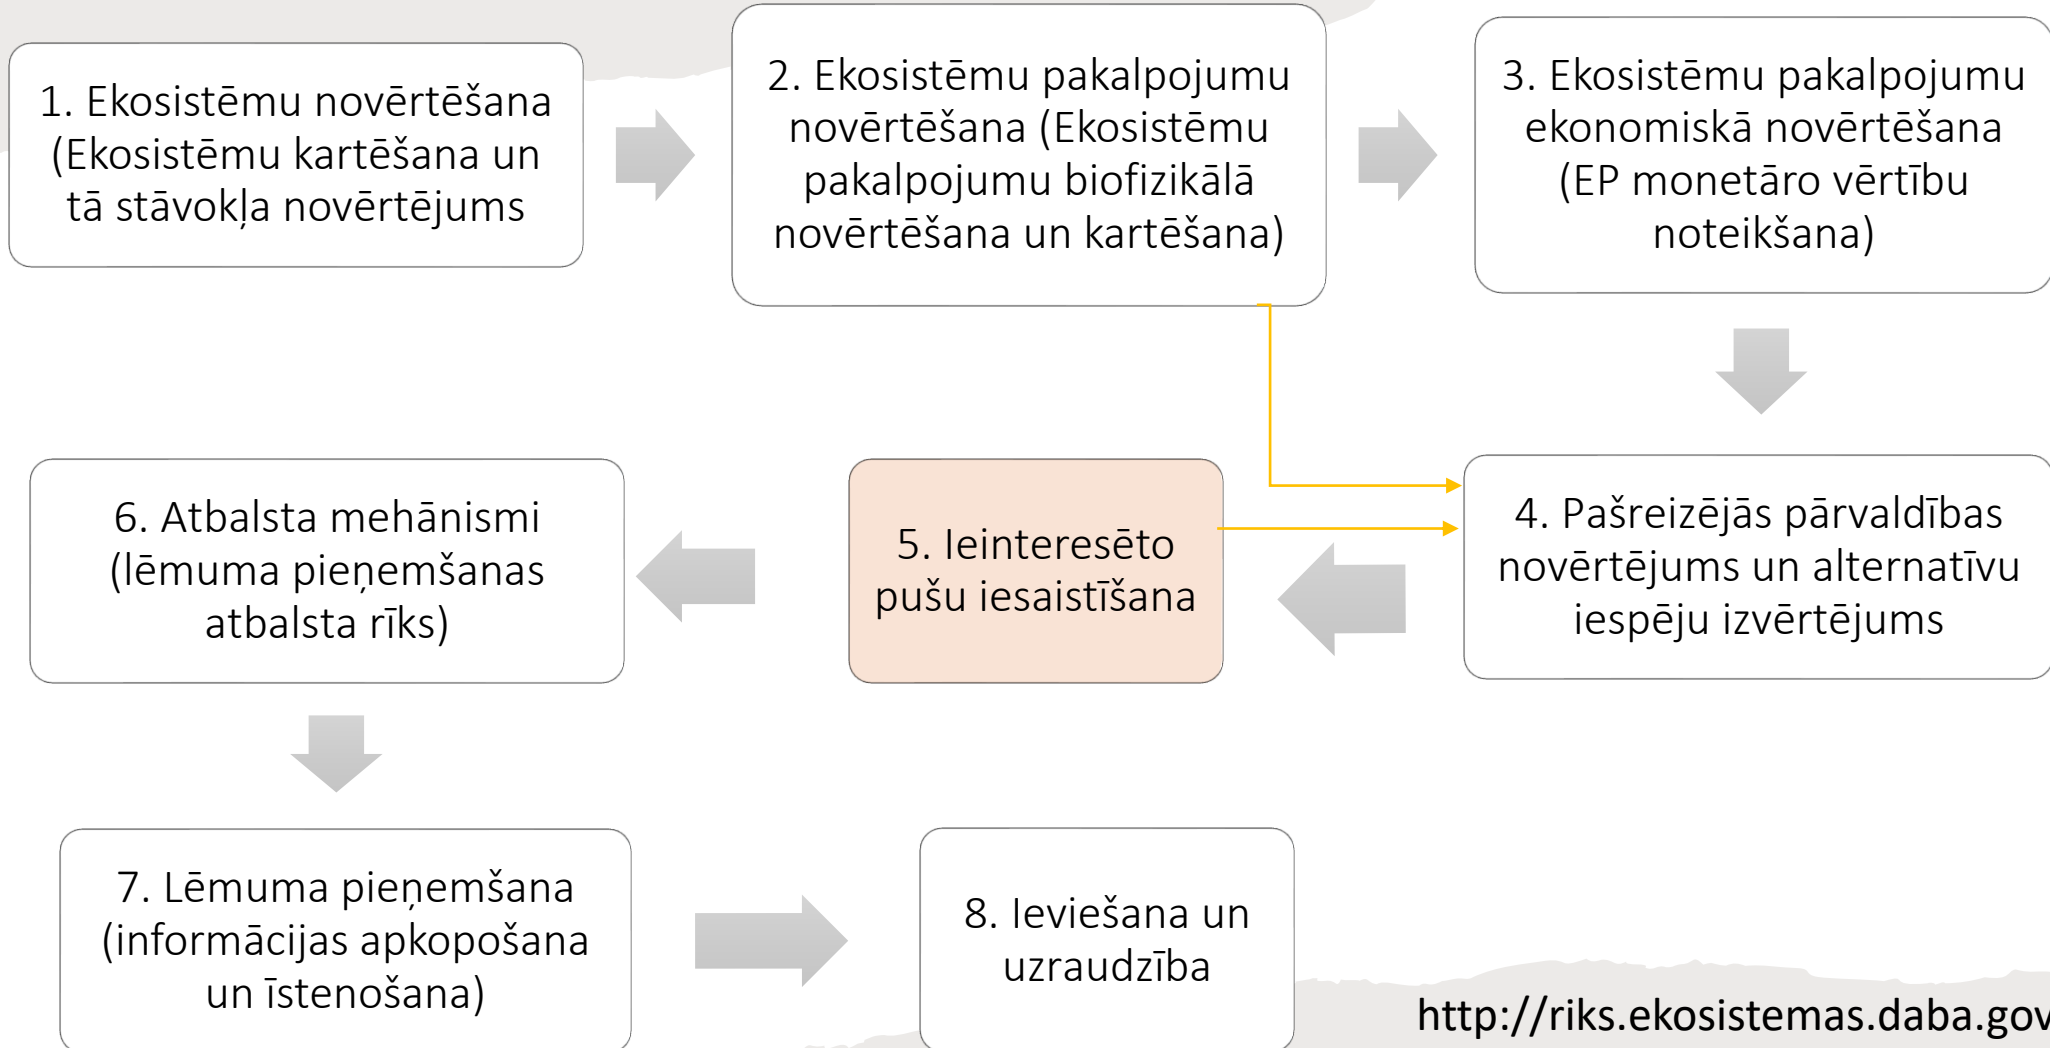 1. Ekosistēmu novērtēšana
(Ekosistēmu kartēšana un
tā stāvokļa novērtējums
2. Ekosistēmu pakalpojumu
novērtēšana (Ekosistēmu
pakalpojumu biofizikālā
novērtēšana un kartēšana)
3. Ekosistēmu pakalpojumu
ekonomiskā novērtēšana
(EP monetāro vērtību
noteikšana)
4. Pašreizējās pārvaldības
novērtējums un alternatīvu
iespēju izvērtējums
5. Ieinteresēto
pušu iesaistīšana
6. Atbalsta mehānismi
(lēmuma pieņemšanas
atbalsta rīks)
7. Lēmuma pieņemšana
(informācijas apkopošana
un īstenošana)
8. Ieviešana un
uzraudzība
http://riks.ekosistemas.daba.gov